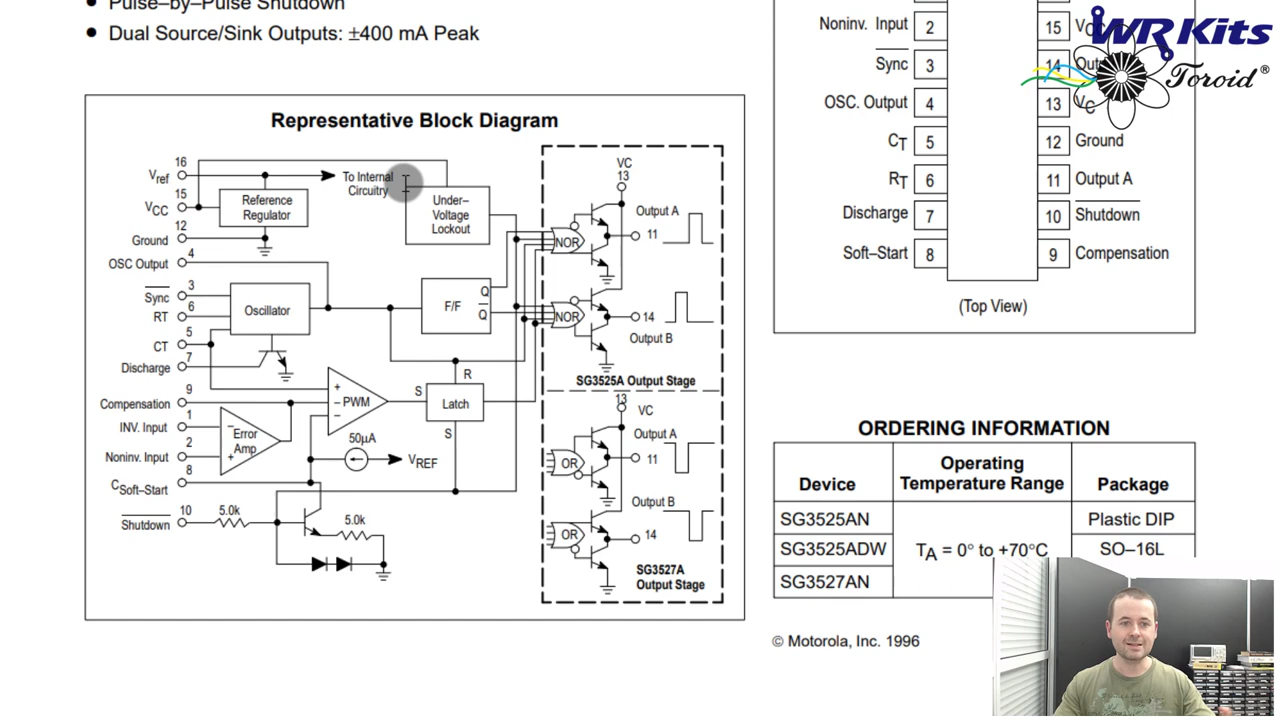 Pulse–by–Pulse Shutdown
● Dual Source/Sink Outputs: ±400 mA Peak
Representative Block Diagram
Vref
16
VCC
15
Ground
12
OSC Output
4
Sync
3
RT
6
CT
5
Discharge
7
Compensation
9
INV. Input
1
Noninv. Input
2
CSoft–Start
8
Shutdown
10
To Internal
Circuitry
Reference
Regulator
Under–
Voltage
Lockout
Oscillator
F/F
Q
Q
PWM
+
–
–
S
R
Latch
S
Error
Amp
–
+
50μA
VREF
5.0k
5.0k
VC
13
NOR
Output A
11
NOR
14
Output B
SG3525A Output Stage
13
VC
OR
Output A
11
Output B
OR
14
SG3527A
Output Stage
Noninv. Input 2
15 VCC
Sync 3
14 Out
OSC. Output 4
13 VC
CT 5
12 Ground
RT 6
11 Output A
Discharge 7
10 Shutdown
Soft–Start 8
9 Compensation
(Top View)
WR Kits
Toroid ®
ORDERING INFORMATION
Device
Operating
Temperature Range
Package
SG3525AN
Plastic DIP
SG3525ADW
TA = 0° to +70°C
SO–16L
SG3527AN
© Motorola, Inc. 1996